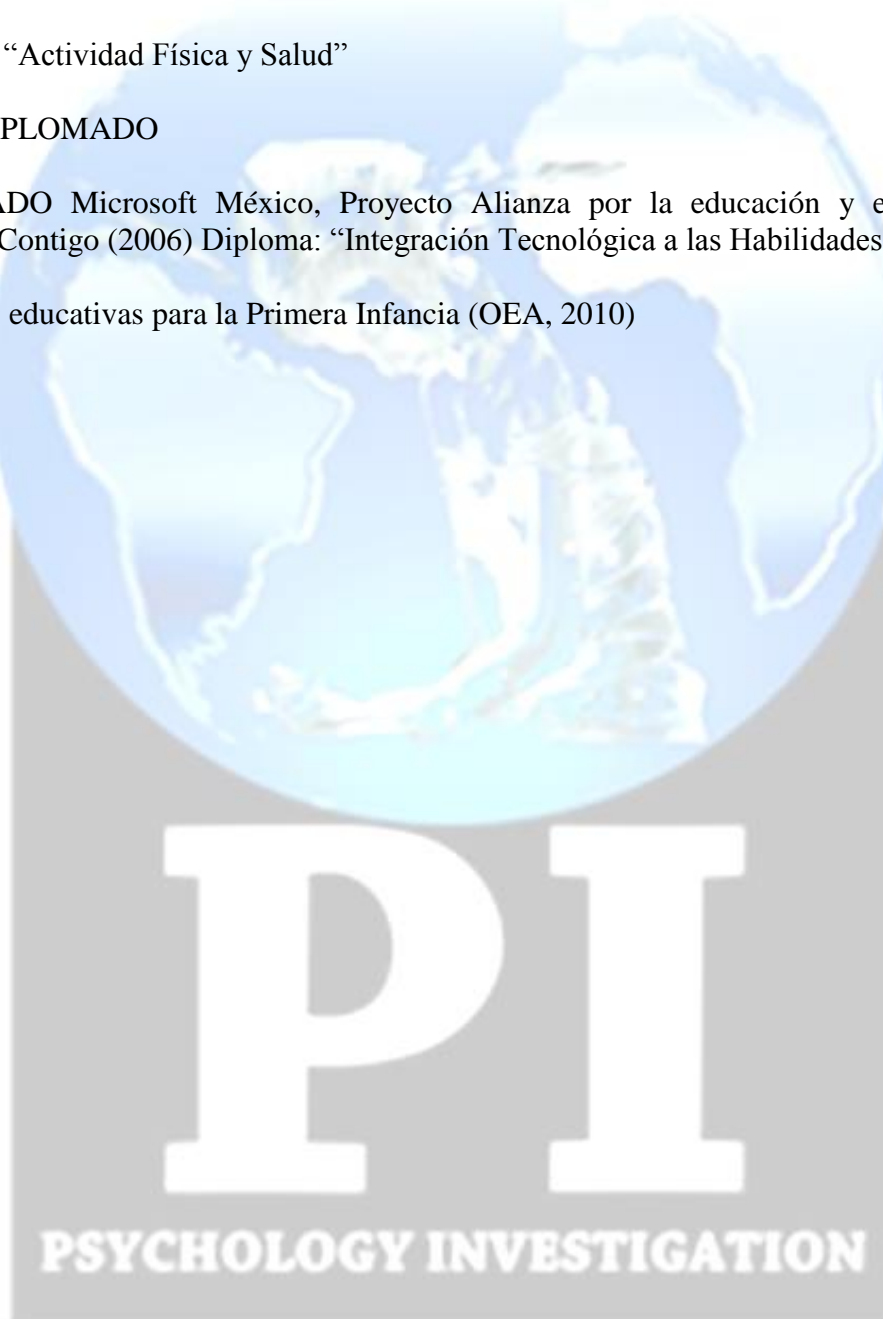 “Actividad Física y Salud”
PLOMADO
ADO Microsoft México, Proyecto Alianza por la educación y e
Contigo (2006) Diploma: “Integración Tecnológica a las Habilidades
educativas para la Primera Infancia (OEA, 2010)
PI
PSYCHOLOGY INVESTIGATION